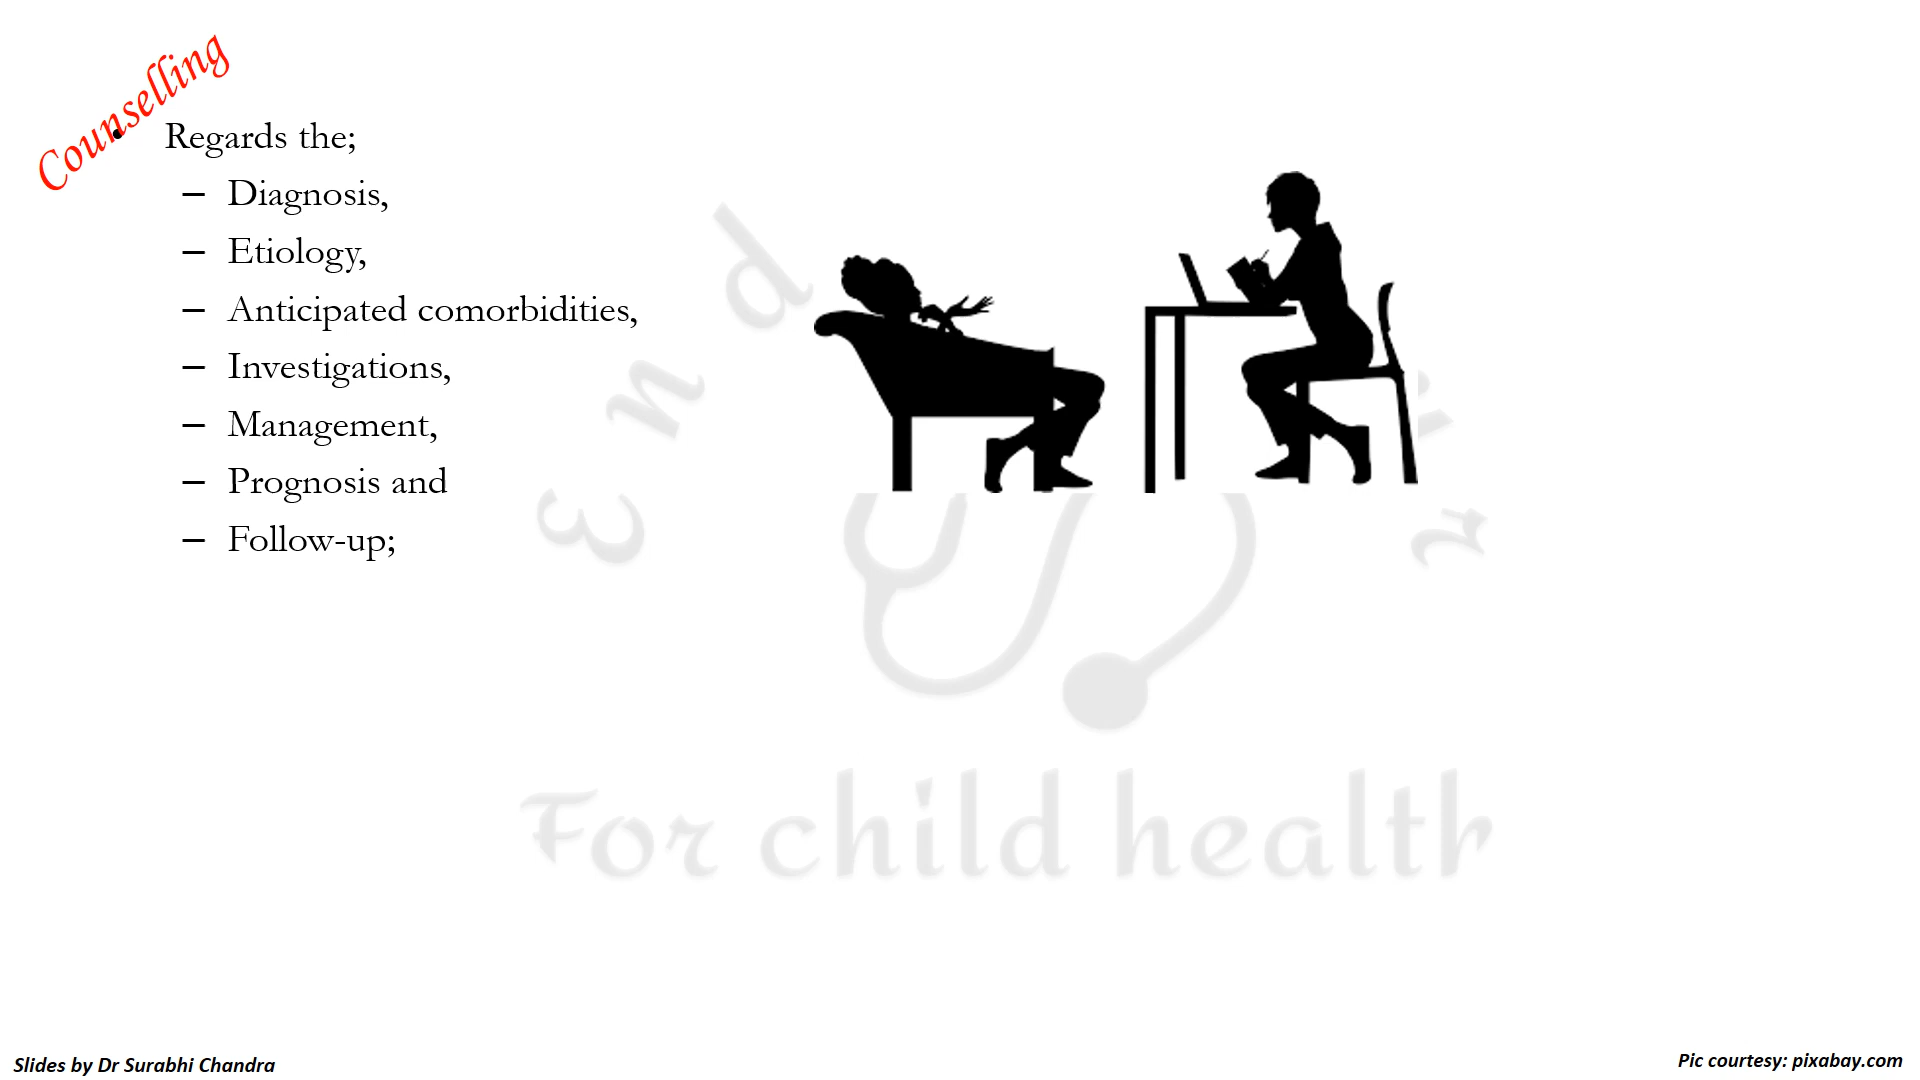 Counselling
• Regards the;
– Diagnosis,
– Etiology,
– Anticipated comorbidities,
– Investigations,
– Management,
– Prognosis and
– Follow-up;
For child health
Slides by Dr Surabhi Chandra
Pic courtesy: pixabay.com